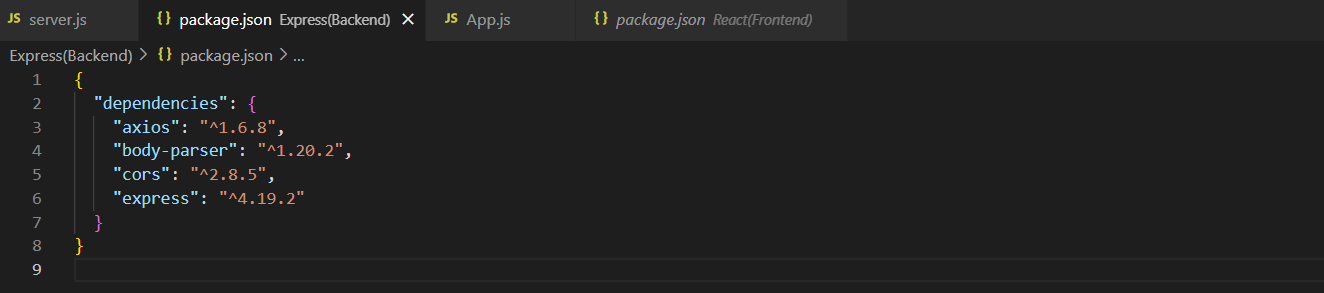 JS server.js {} package.json Express(Backend) × JS App.js {} package.json React(Frontend)
Express(Backend) > {} package.json > ...
1 {
2 "dependencies": {
3 "axios": "^1.6.8",
4 "body-parser": "^1.20.2",
5 "cors": "^2.8.5",
6 "express": "^4.19.2"
7 }
8 }
9